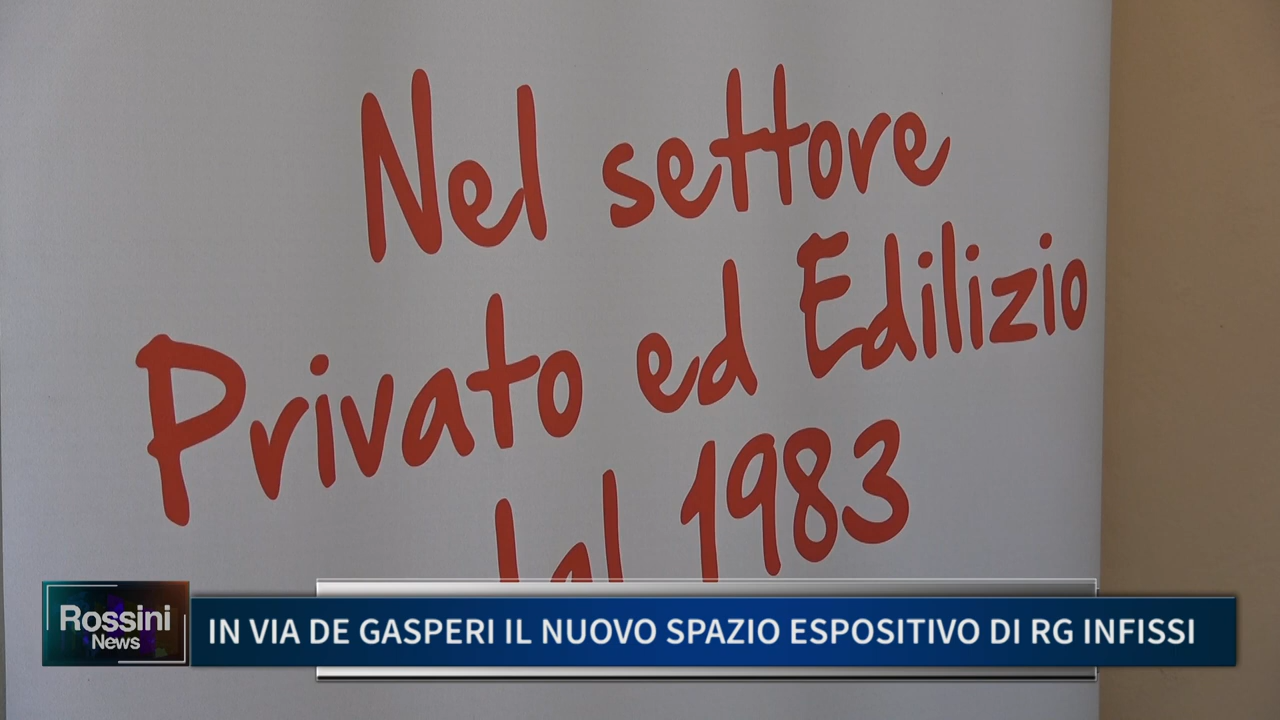 Nel settore
Privato ed Edilizio
dal 1983
Rossini
News
IN VIA DE GASPERI IL NUOVO SPAZIO ESPOSITIVO DI RG INFISSI